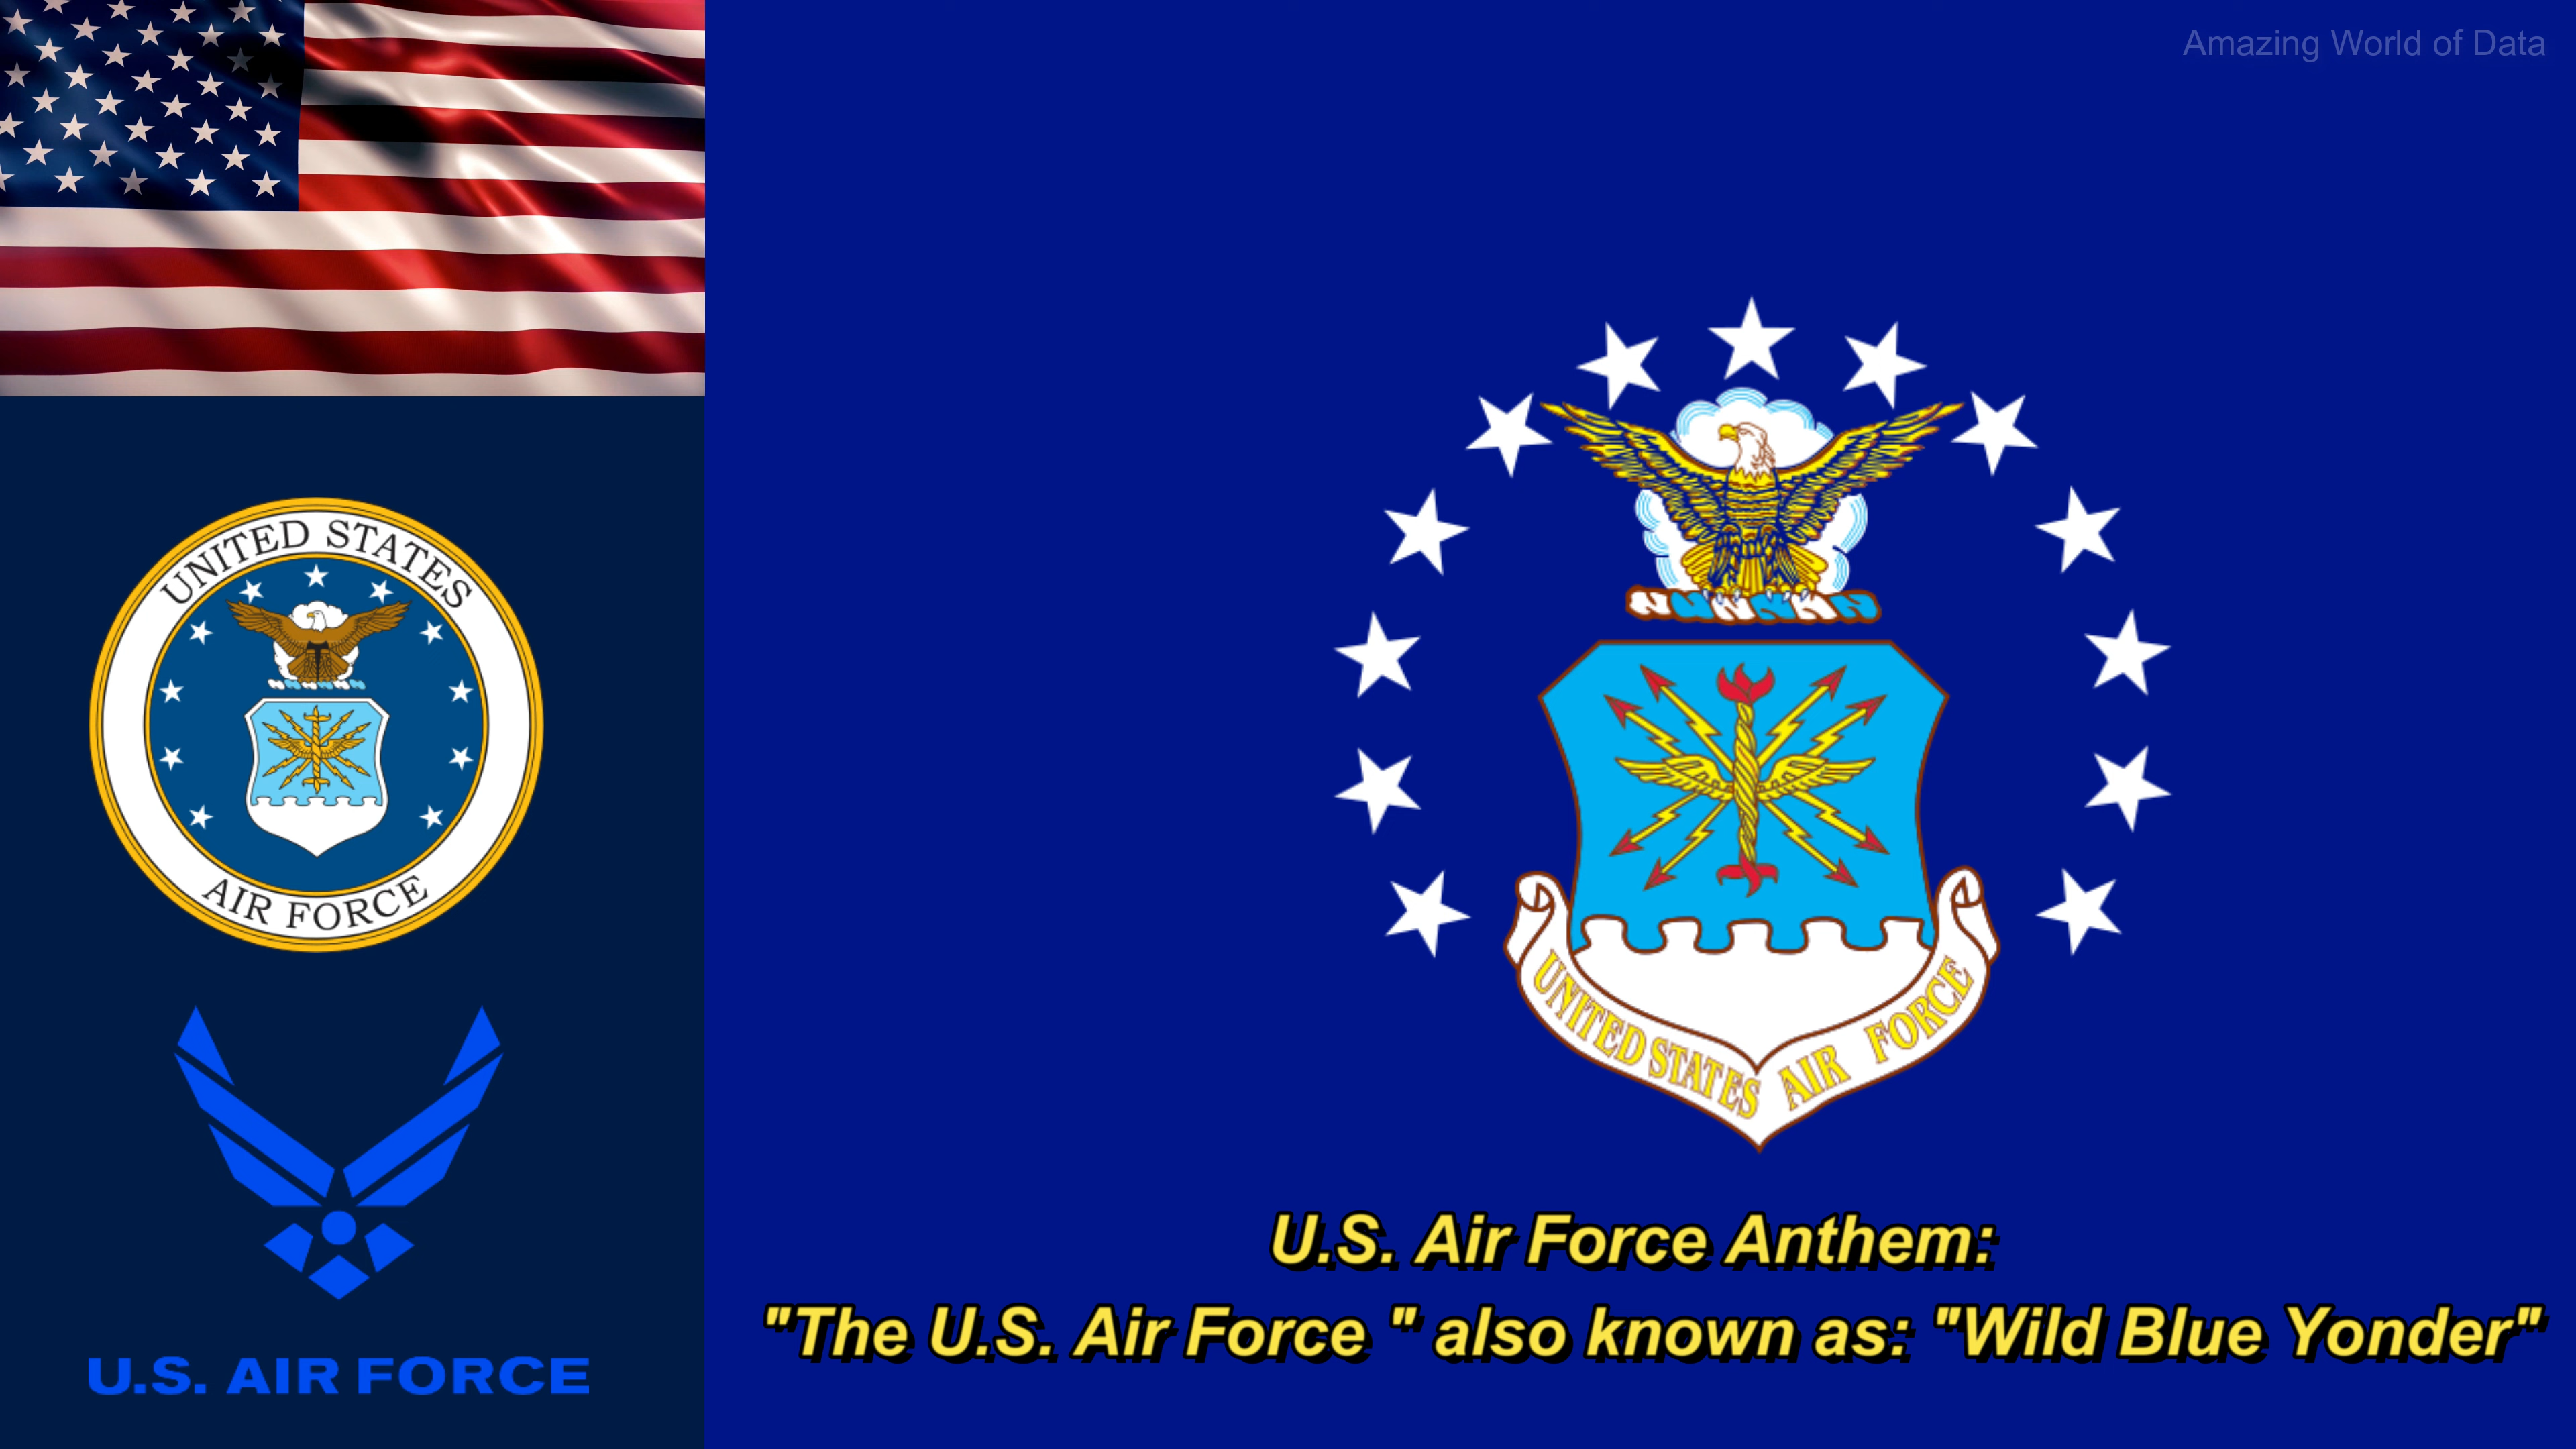 Amazing World of Data
UNITED STATES
AIR FORCE
U.S. AIR FORCE
UNITED STATES AIR FORCE
U.S. Air Force Anthem:
"The U.S. Air Force " also known as: "Wild Blue Yonder"